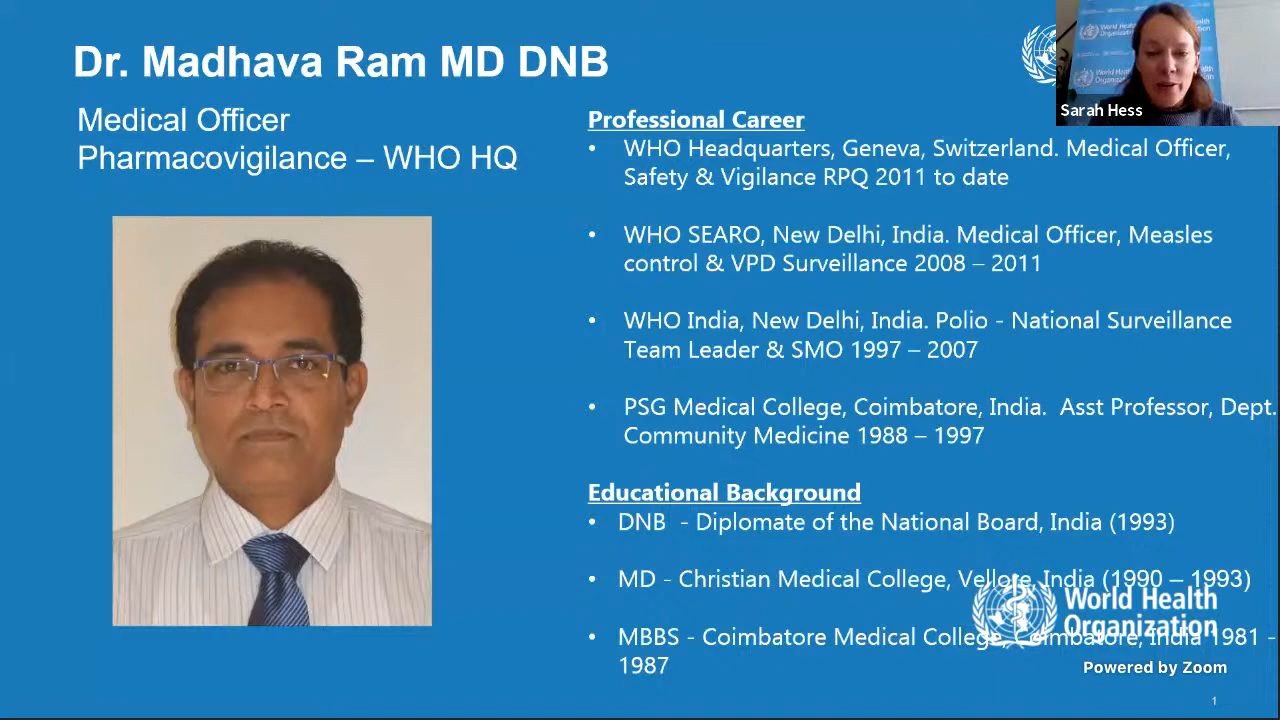 Dr. Madhava Ram MD DNB
Medical Officer
Pharmacovigilance – WHO HQ
Professional Career
• WHO Headquarters, Geneva, Switzerland. Medical Officer,
Safety & Vigilance RPQ 2011 to date
• WHO SEARO, New Delhi, India. Medical Officer, Measles
control & VPD Surveillance 2008 – 2011
• WHO India, New Delhi, India. Polio - National Surveillance
Team Leader & SMO 1997 – 2007
• PSG Medical College, Coimbatore, India. Asst Professor, Dept.
Community Medicine 1988 – 1997
Educational Background
• DNB - Diplomate of the National Board, India (1993)
• MD - Christian Medical College, Vellore, India (1990 – 1993)
• MBBS - Coimbatore Medical College, Coimbatore, India 1981 -
1987
World Health
Organization
Powered by Zoom
1
World Health
Organization
Sarah Hess